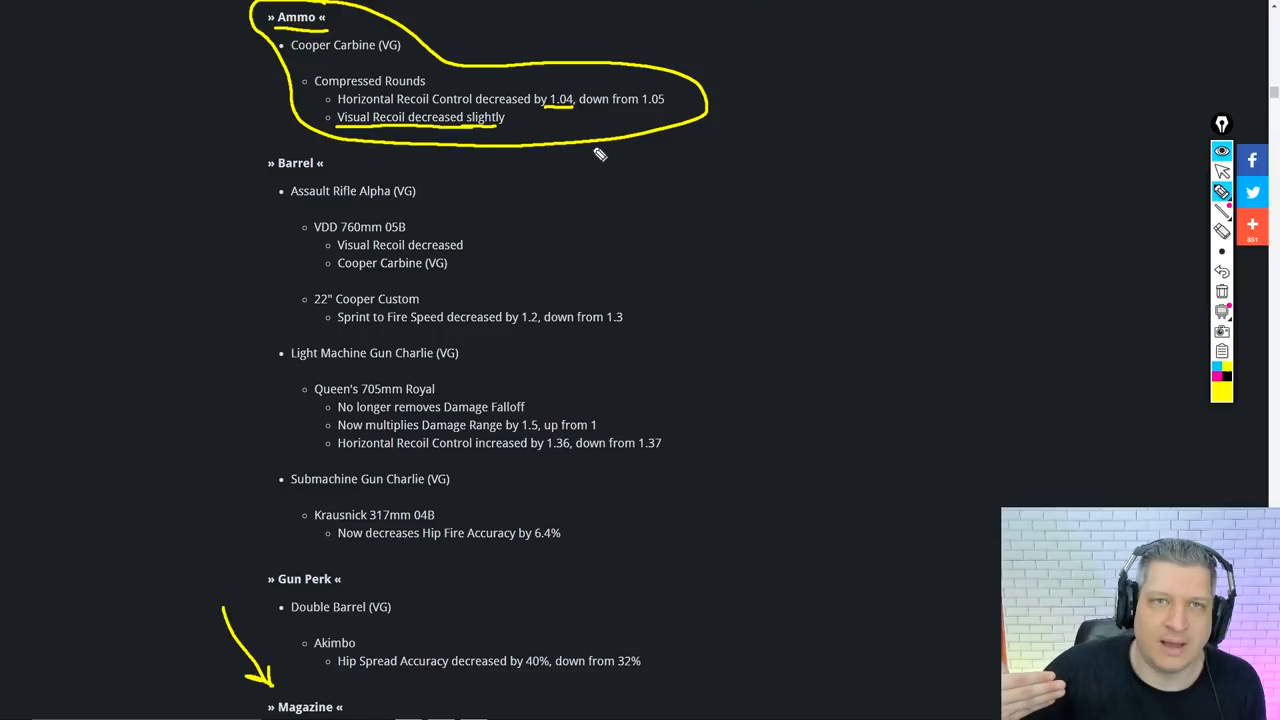 » Ammo «
Cooper Carbine (VG)
Compressed Rounds
Horizontal Recoil Control decreased by 1.04, down from 1.05
Visual Recoil decreased slightly
» Barrel «
Assault Rifle Alpha (VG)
VDD 760mm 05B
Visual Recoil decreased
Cooper Carbine (VG)
22" Cooper Custom
Sprint to Fire Speed decreased by 1.2, down from 1.3
Light Machine Gun Charlie (VG)
Queen's 705mm Royal
No longer removes Damage Falloff
Now multiplies Damage Range by 1.5, up from 1
Horizontal Recoil Control increased by 1.36, down from 1.37
Submachine Gun Charlie (VG)
Krausnick 317mm 04B
Now decreases Hip Fire Accuracy by 6.4%
» Gun Perk «
Double Barrel (VG)
Akimbo
Hip Spread Accuracy decreased by 40%, down from 32%
» Magazine «
881